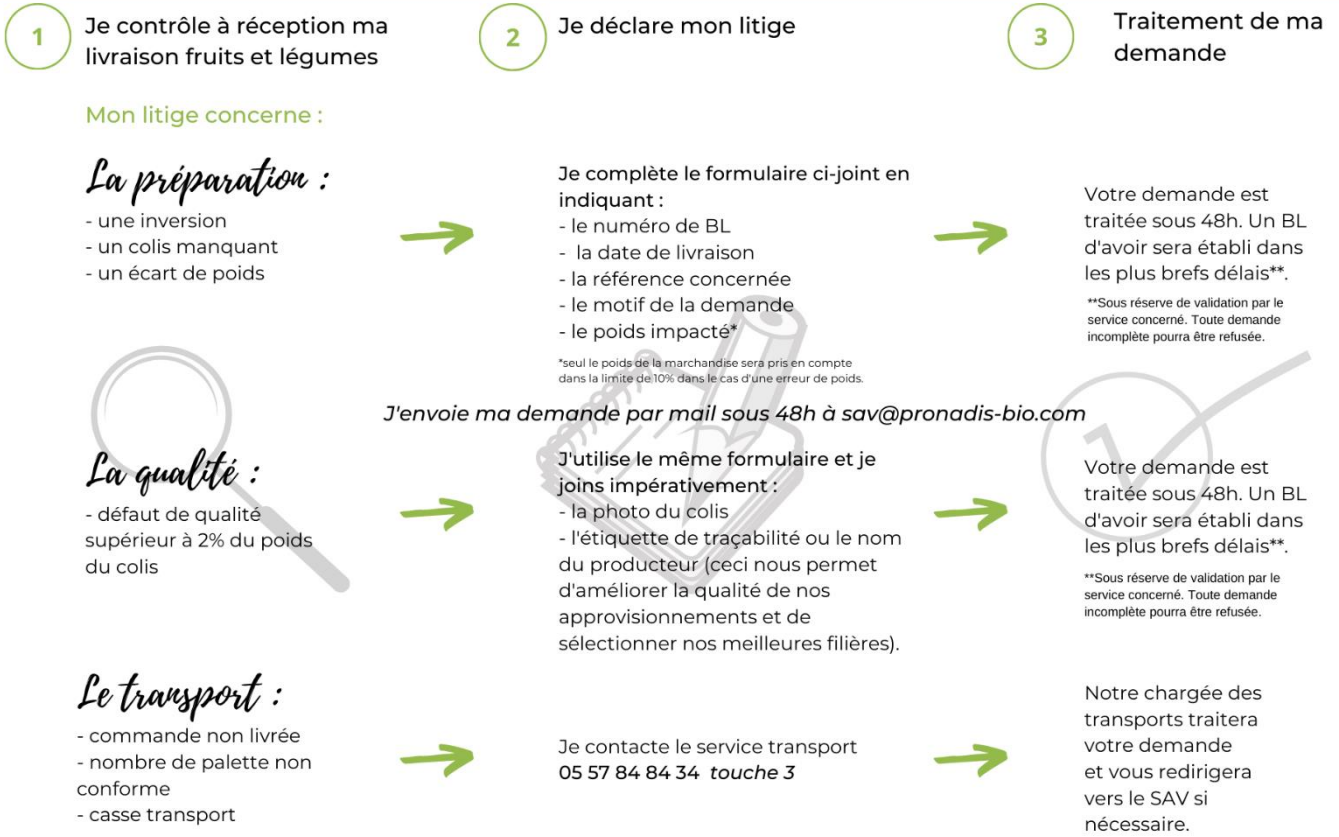 1
Je contrôle à réception ma
livraison fruits et légumes
2
Je déclare mon litige
3
Traitement de ma
demande
Mon litige concerne :
La préparation :
- une inversion
- un colis manquant
- un écart de poids
Je complète le formulaire ci-joint en
indiquant :
- le numéro de BL
- la date de livraison
- la référence concernée
- le motif de la demande
- le poids impacté*
*seul le poids de la marchandise sera pris en compte
dans la limite de 10% dans le cas d'une erreur de poids.
Votre demande est
traitée sous 48h. Un BL
d'avoir sera établi dans
les plus brefs délais**.
**Sous réserve de validation par le
service concerné. Toute demande
incomplète pourra être refusée.
J'envoie ma demande par mail sous 48h à sav@pronadis-bio.com
La qualité :
- défaut de qualité
supérieur à 2% du poids
du colis
J'utilise le même formulaire et je
joins impérativement :
- la photo du colis
- l'étiquette de traçabilité ou le nom
du producteur (ceci nous permet
d'améliorer la qualité de nos
approvisionnements et de
sélectionner nos meilleures filières).
Votre demande est
traitée sous 48h. Un BL
d'avoir sera établi dans
les plus brefs délais**.
**Sous réserve de validation par le
service concerné. Toute demande
incomplète pourra être refusée.
Le transport :
- commande non livrée
- nombre de palette non
conforme
- casse transport
Je contacte le service transport
05 57 84 84 34 touche 3
Notre chargée des
transports traitera
votre demande
et vous redirigera
vers le SAV si
nécessaire.